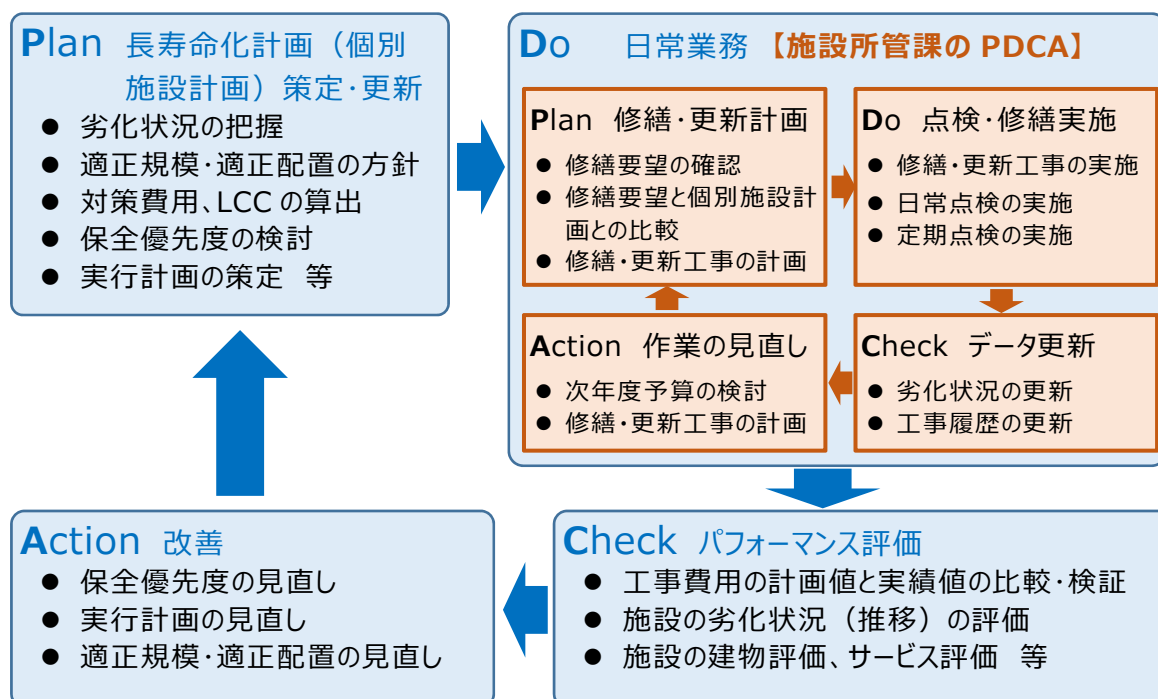 Plan 長寿命化計画（個別
施設計画）策定・更新
● 劣化状況の把握
● 適正規模・適正配置の方針
● 対策費用、LCC の算出
● 保全優先度の検討
● 実行計画の策定 等
Do 日常業務 【施設所管課の PDCA】
Plan 修繕・更新計画
● 修繕要望の確認
● 修繕要望と個別施設計
画との比較
● 修繕・更新工事の計画
Do 点検・修繕実施
● 修繕・更新工事の実施
● 日常点検の実施
● 定期点検の実施
Check データ更新
● 劣化状況の更新
● 工事履歴の更新
Action 作業の見直し
● 次年度予算の検討
● 修繕・更新工事の計画
Check パフォーマンス評価
● 工事費用の計画値と実績値の比較・検証
● 施設の劣化状況（推移）の評価
● 施設の建物評価、サービス評価 等
Action 改善
● 保全優先度の見直し
● 実行計画の見直し
● 適正規模・適正配置の見直し